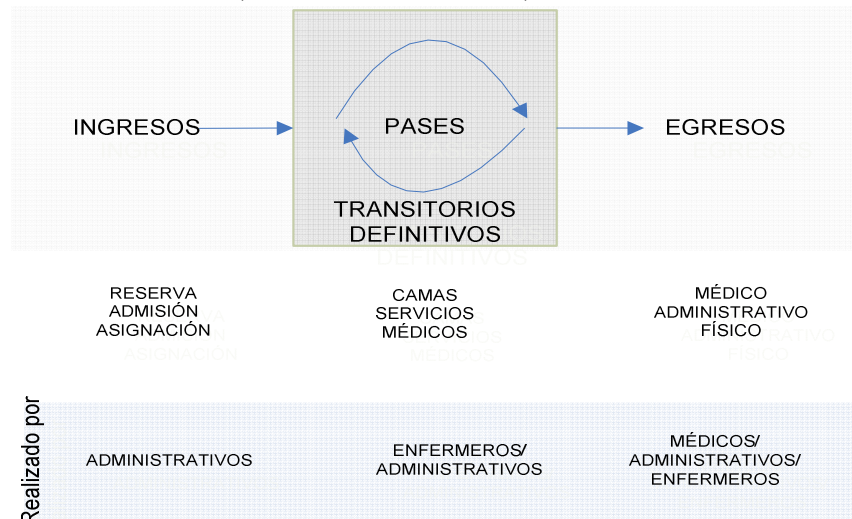 INGRESOS
PASES
EGRESOS
TRANSITORIOS
DEFINITIVOS
RESERVA
ADMISIÓN
ASIGNACIÓN
CAMAS
SERVICIOS
MÉDICOS
MÉDICO
ADMINISTRATIVO
FÍSICO
Realizado por
ADMINISTRATIVOS
ENFERMEROS/
ADMINISTRATIVOS
MÉDICOS/
ADMINISTRATIVOS/
ENFERMEROS